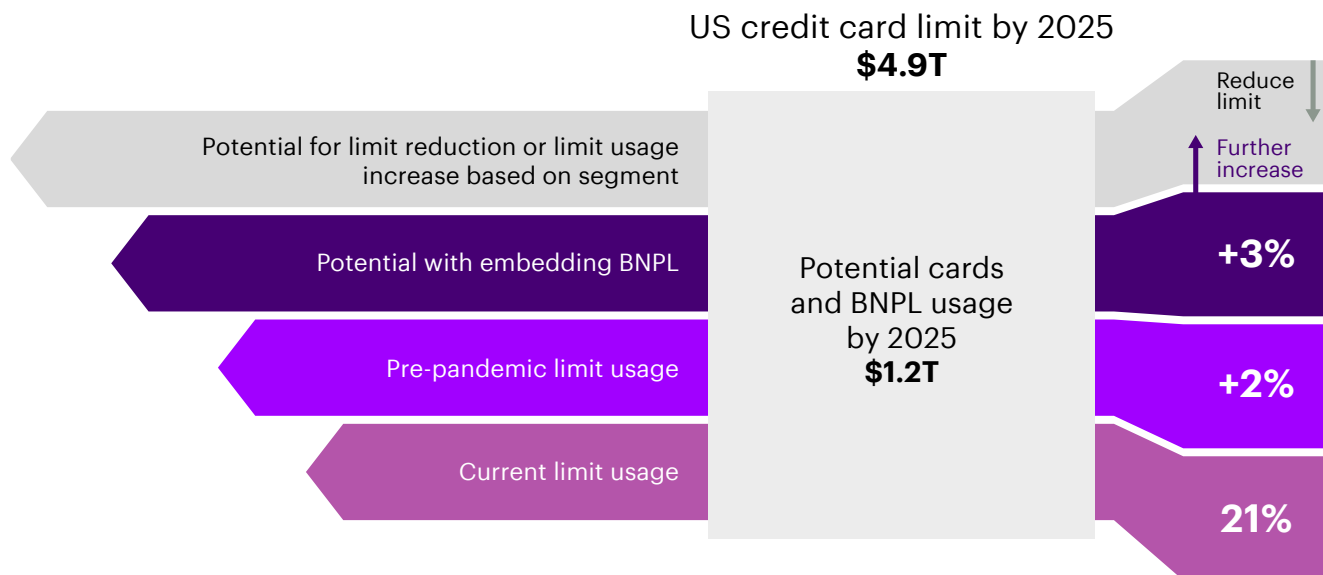 US credit card limit by 2025
$4.9T
Reduce
limit
Further
increase
Potential for limit reduction or limit usage
increase based on segment
Potential with embedding BNPL
+3%
Potential cards
and BNPL usage
by 2025
$1.2T
Pre-pandemic limit usage
+2%
Current limit usage
21%